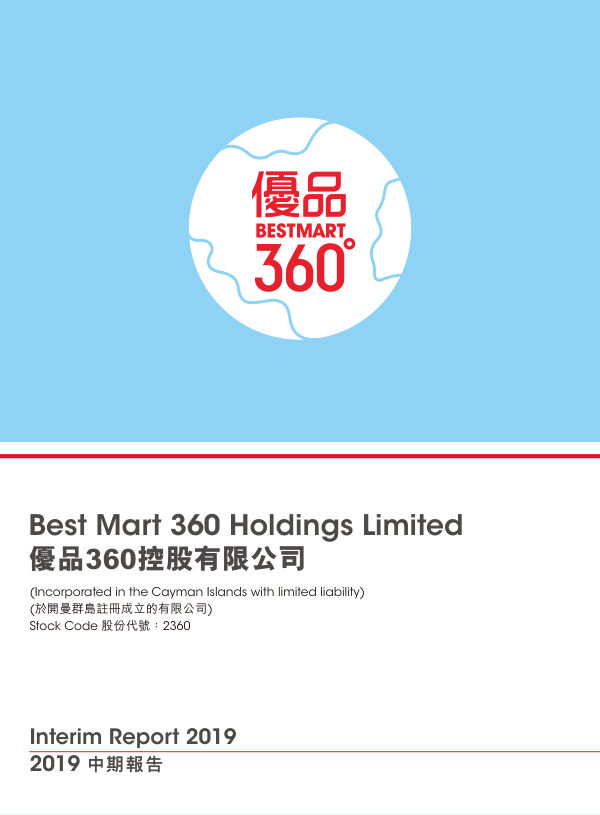 優品
BESTMART
360°
Best Mart 360 Holdings Limited
優品360控股有限公司
(Incorporated in the Cayman Islands with limited liability)
(於開曼群島註冊成立的有限公司)
Stock Code 股份代號：2360
Interim Report 2019
2019 中期報告